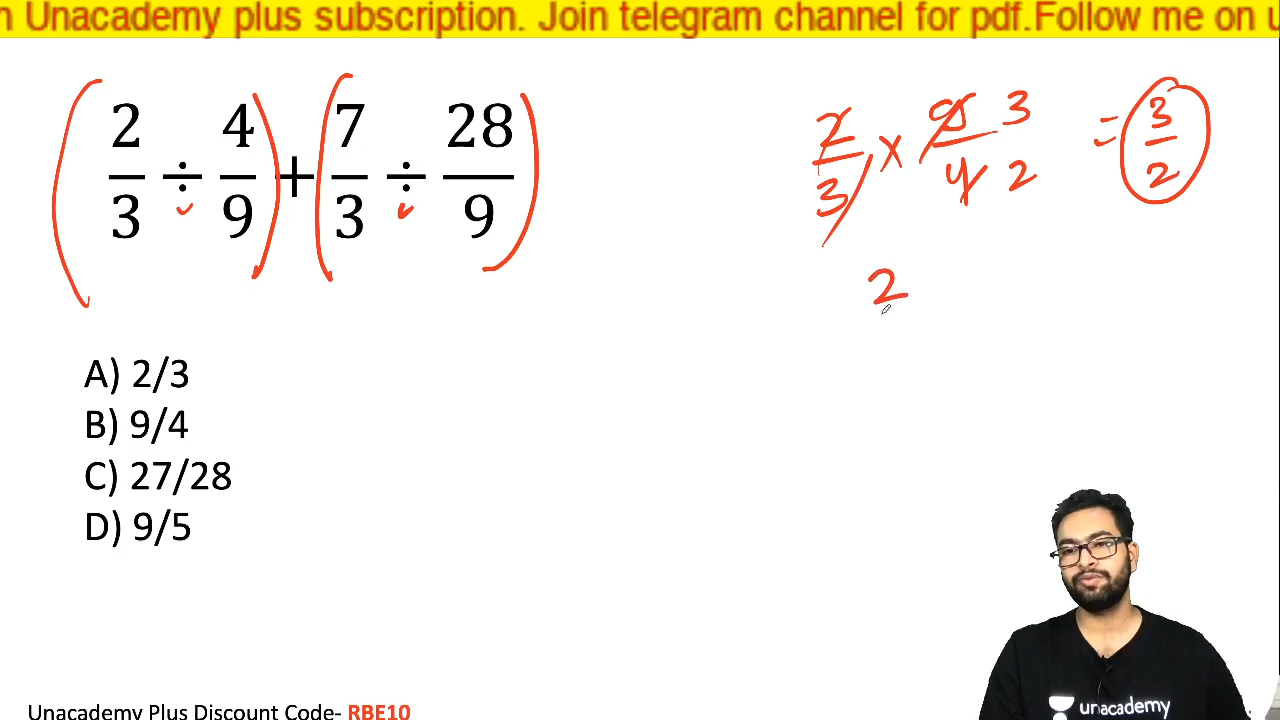 n Unacademy plus subscription. Join telegram channel for pdf.Follow me on u
(2/3 ÷ 4/9) + (7/3 ÷ 28/9)
2/3 × 9/4 3/2 = 3/2
2
A) 2/3
B) 9/4
C) 27/28
D) 9/5
unacademy
Unacademy Plus Discount Code- RBE10